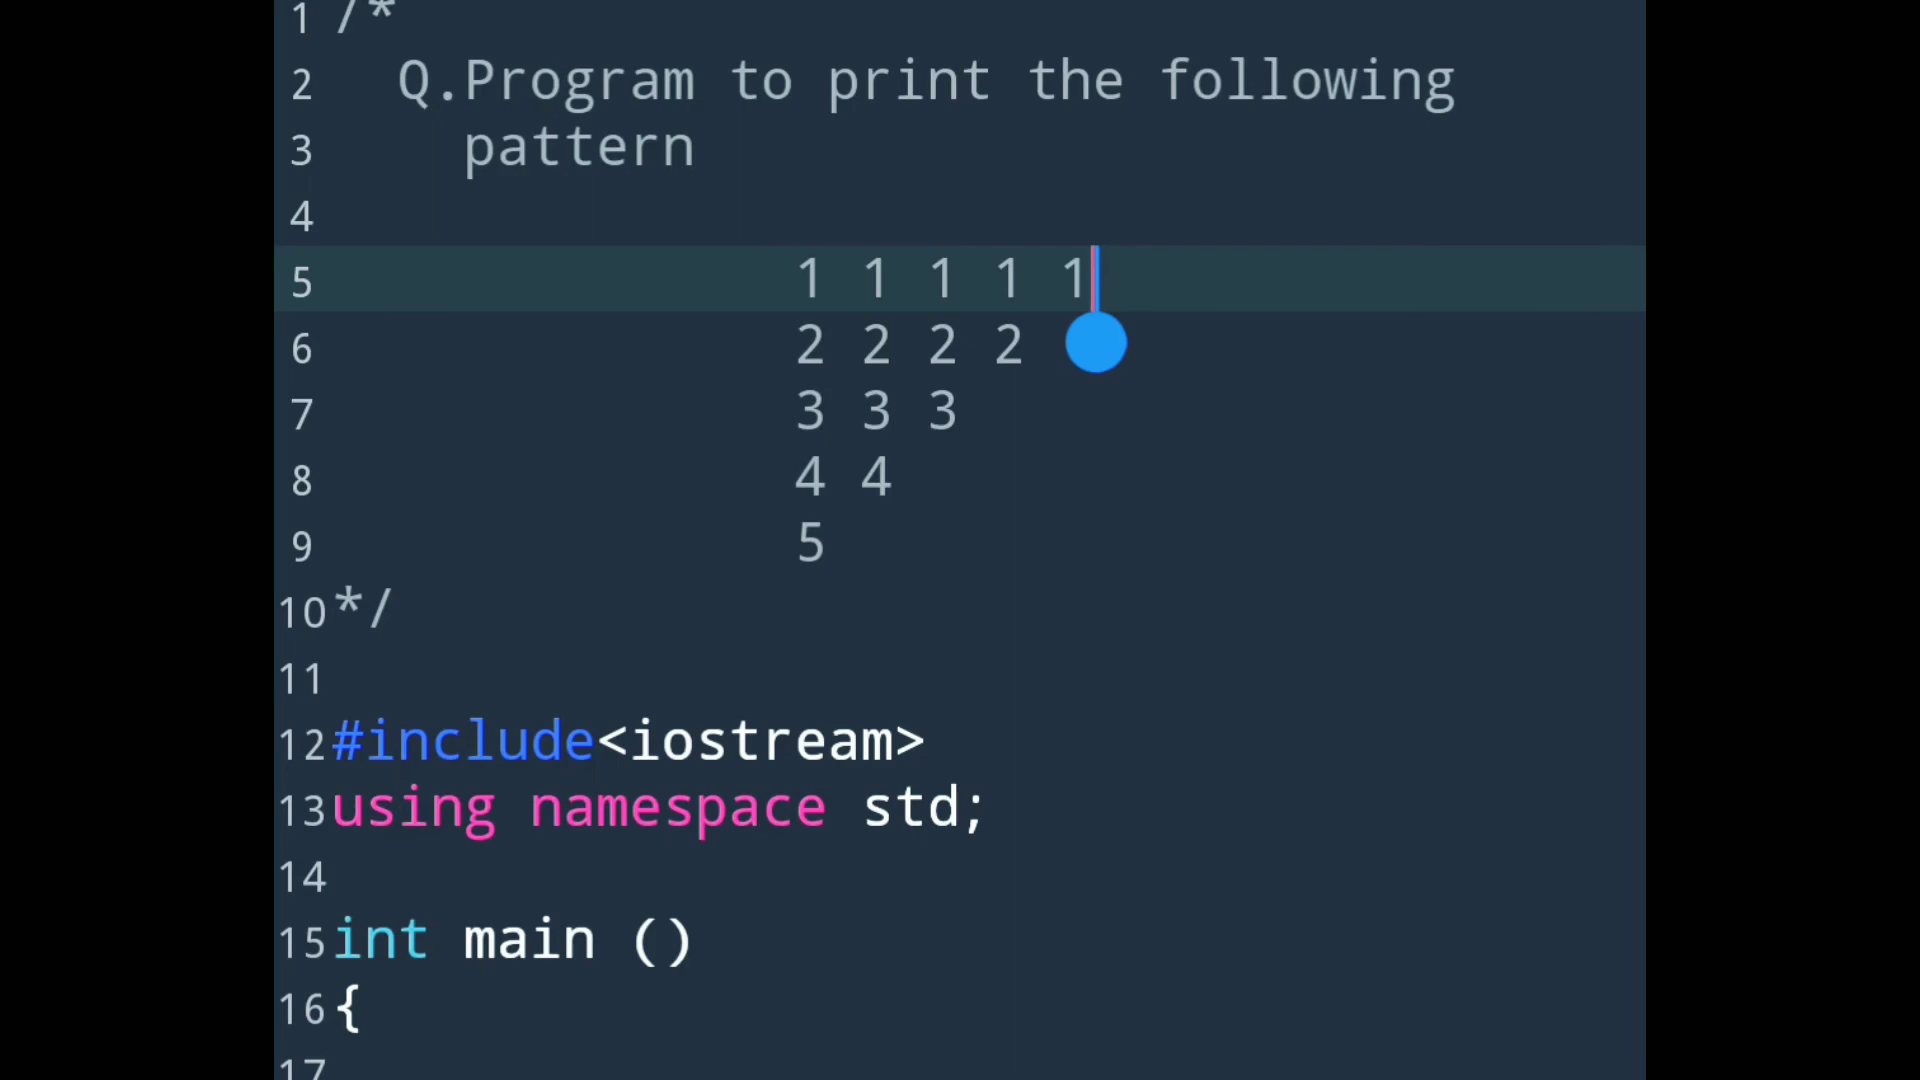 1 /*
2 Q.Program to print the following
3 pattern
4
5 1 1 1 1 1
6 2 2 2 2
7 3 3 3
8 4 4
9 5
10 */
11
12 #include<iostream>
13 using namespace std;
14
15 int main ()
16 {
17